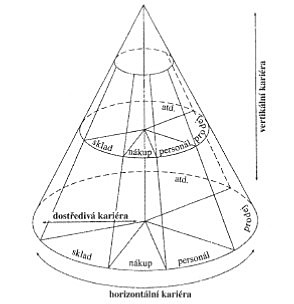 atd.
prodej
sklad
nákup
personál
vertikální kariéra
atd.
dostředivá kariéra
prodej
sklad
nákup
personál
horizontální kariéra